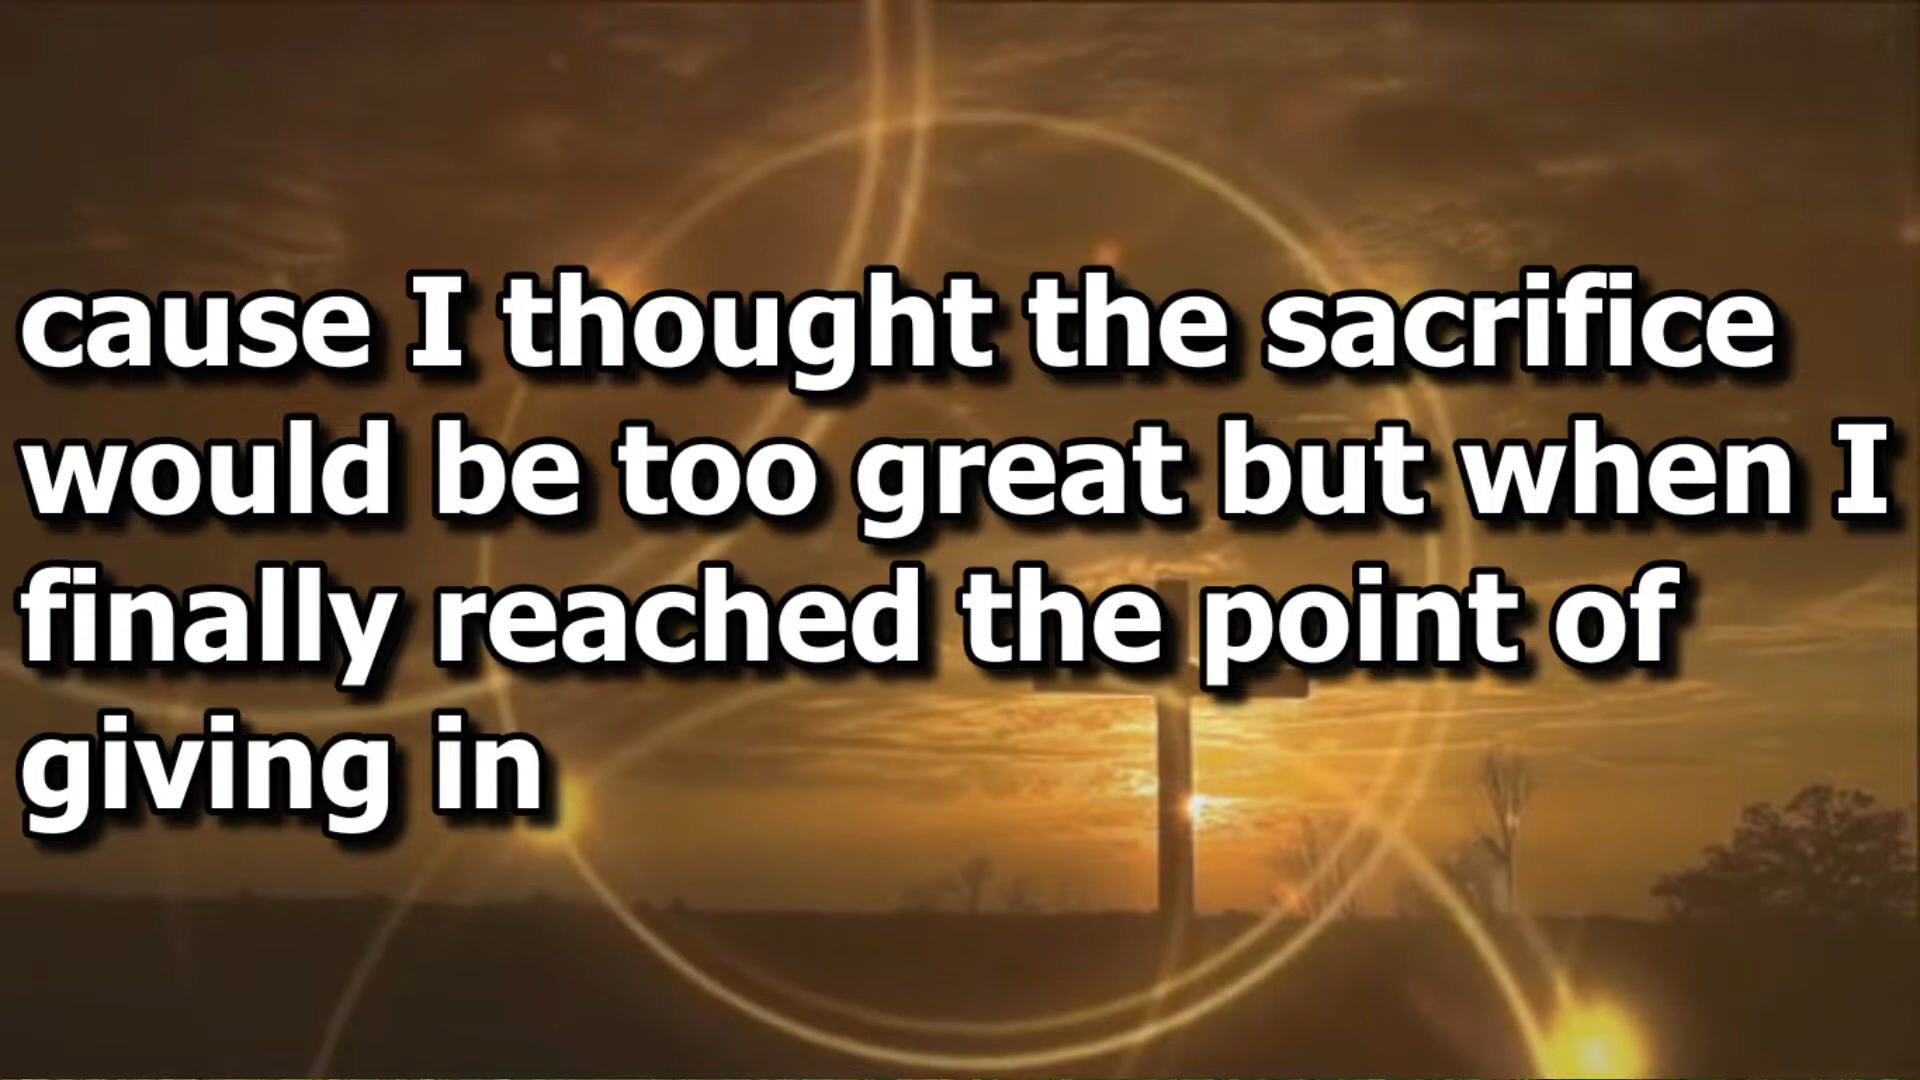 cause I thought the sacrifice
would be too great but when I
finally reached the point of
giving in